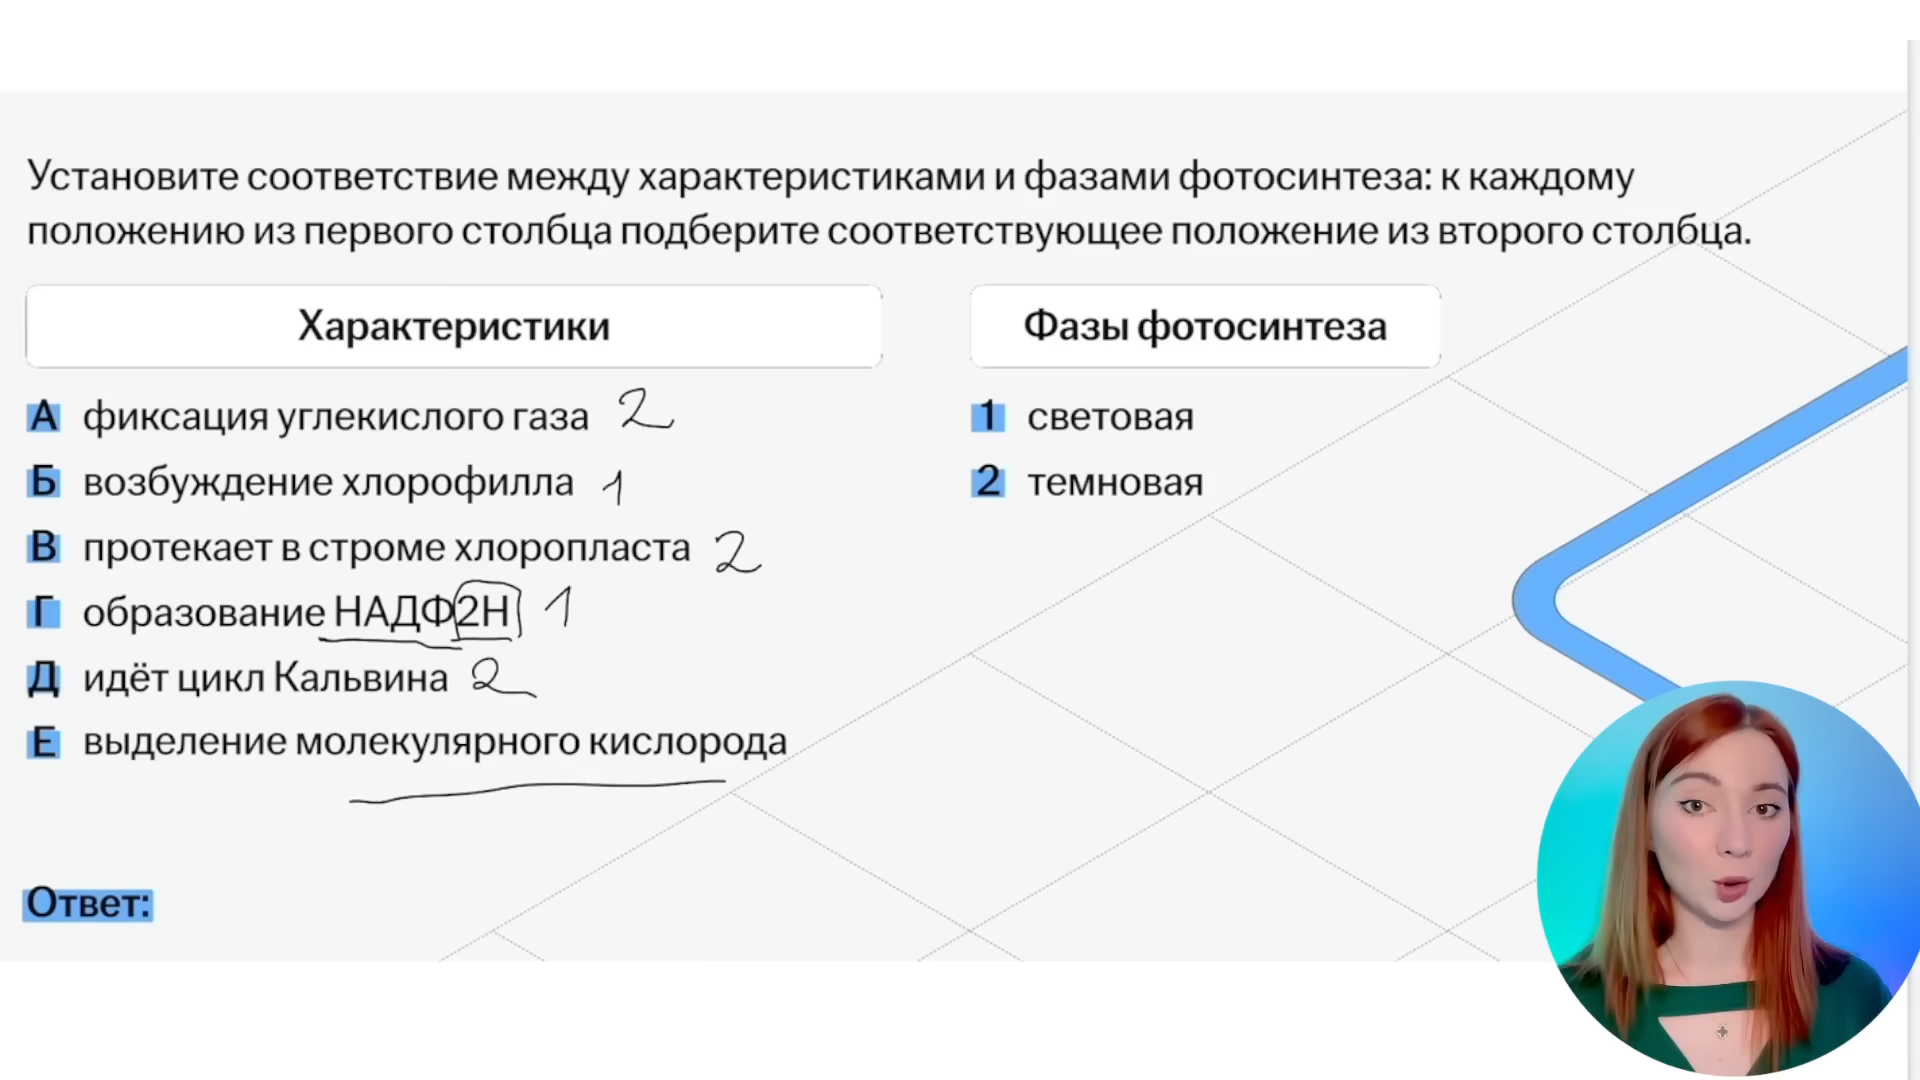 Установите соответствие между характеристиками и фазами фотосинтеза: к каждому
положению из первого столбца подберите соответствующее положение из второго столбца.
Характеристики
Фазы фотосинтеза
А фиксация углекислого газа 2
Б возбуждение хлорофилла 1
В протекает в строме хлоропласта 2
Г образование НАДФ2Н 1
Д идёт цикл Кальвина 2
Е выделение молекулярного кислорода
1 световая
2 темновая
Ответ: